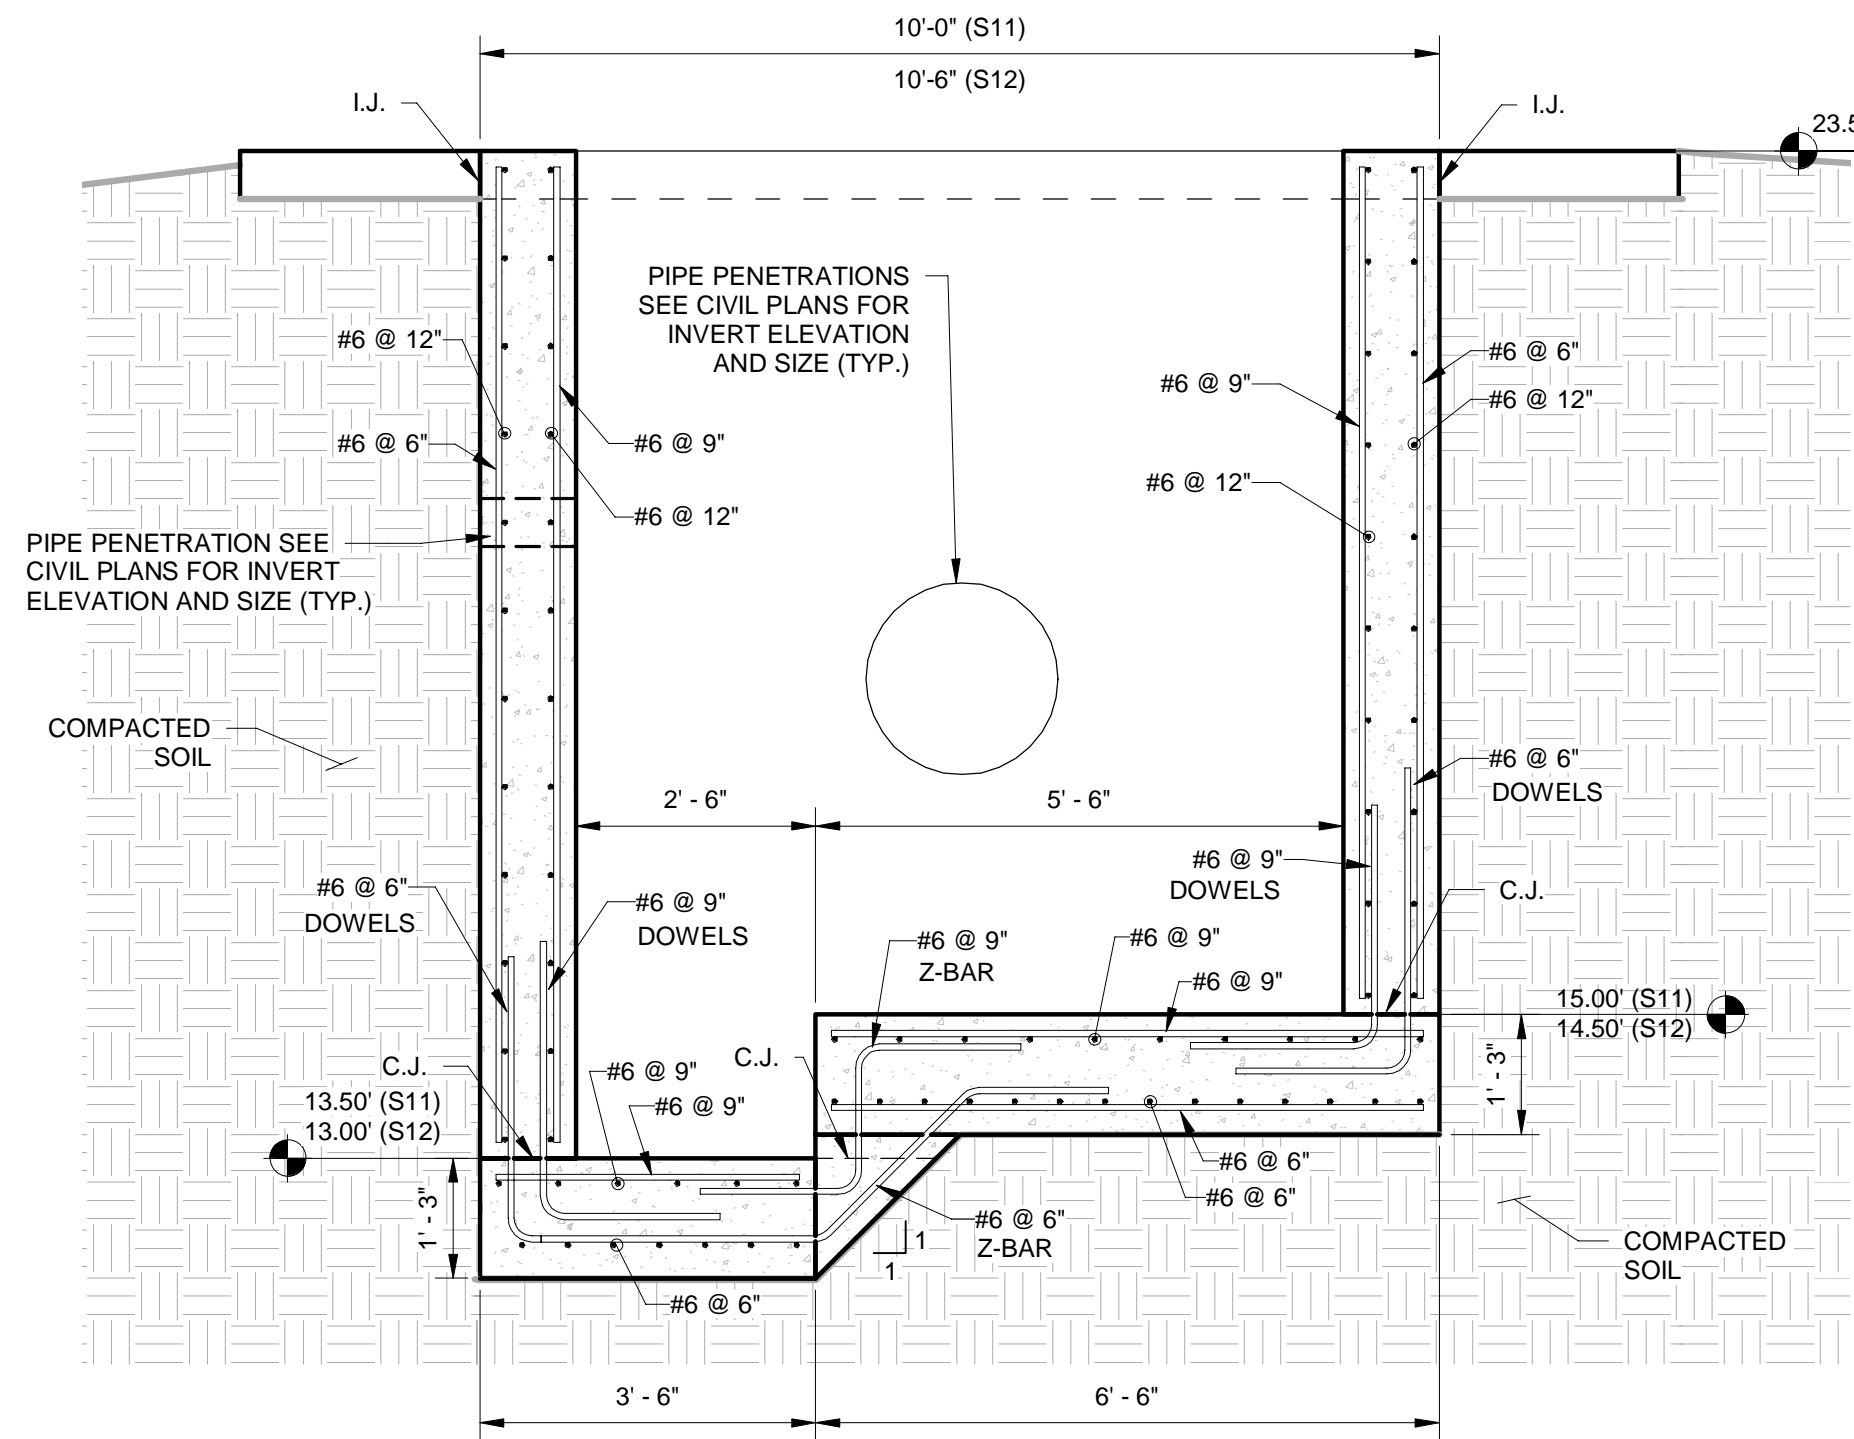 10'-0" (S11)
10'-6" (S12)
I.J.
I.J.
PIPE PENETRATIONS
SEE CIVIL PLANS FOR
INVERT ELEVATION
AND SIZE (TYP.)
#6 @ 12"
#6 @ 6"
#6 @ 9"
#6 @ 12"
#6 @ 9"
#6 @ 12"
#6 @ 6"
#6 @ 12"
PIPE PENETRATION SEE
CIVIL PLANS FOR INVERT
ELEVATION AND SIZE (TYP.)
COMPACTED
SOIL
2' - 6"
5' - 6"
#6 @ 6"
DOWELS
#6 @ 9"
DOWELS
#6 @ 6"
DOWELS
#6 @ 9"
DOWELS
C.J.
#6 @ 9"
Z-BAR
#6 @ 9"
#6 @ 9"
15.00' (S11)
14.50' (S12)
1' - 3"
C.J.
13.50' (S11)
13.00' (S12)
C.J.
#6 @ 9"
#6 @ 9"
#6 @ 6"
#6 @ 6"
#6 @ 6"
Z-BAR
1
1
1' - 3"
#6 @ 6"
COMPACTED
SOIL
3' - 6"
6' - 6"